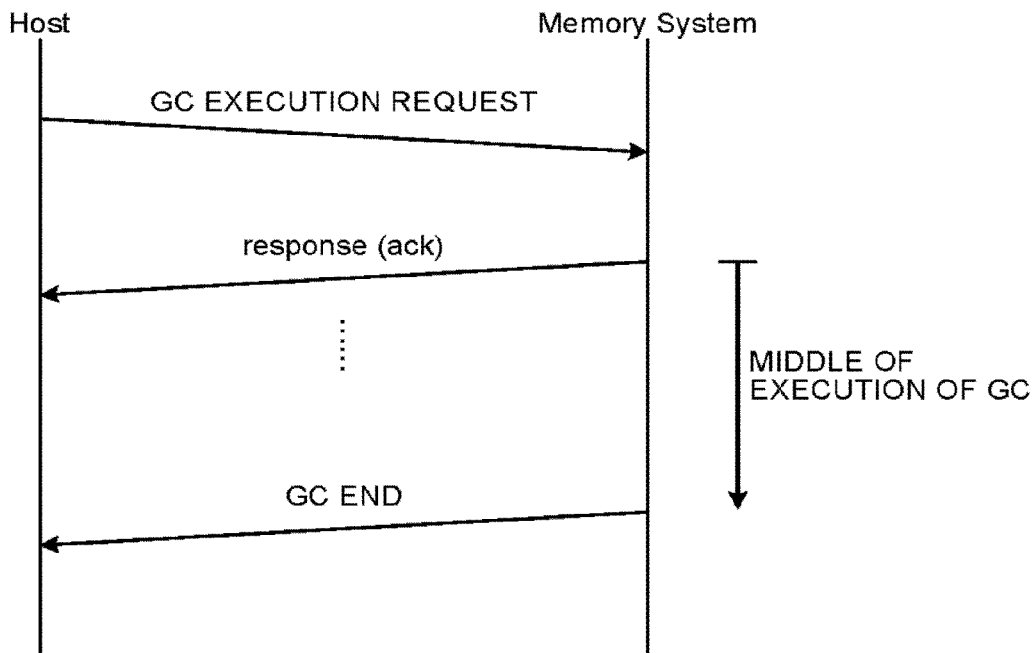 Host
Memory System
GC EXECUTION REQUEST
response (ack)
MIDDLE OF
EXECUTION OF GC
GC END